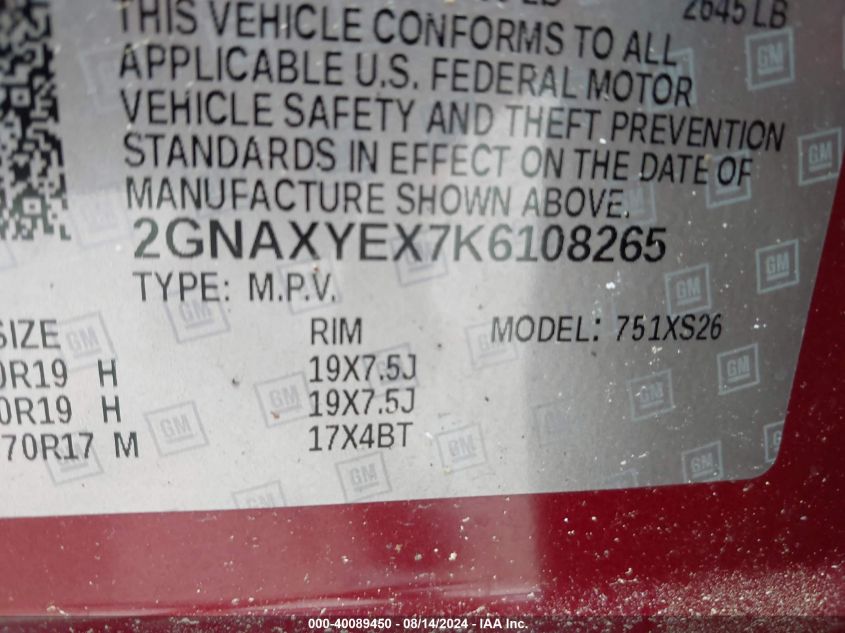 2645 LB
THIS VEHICLE CONFORMS TO ALL
APPLICABLE U.S. FEDERAL MOTOR
VEHICLE SAFETY AND THEFT PREVENTION
STANDARDS IN EFFECT ON THE DATE OF
MANUFACTURE SHOWN ABOVE.
2GNAXYEX7K6108265
TYPE: M.P.V.
SIZE RIM MODEL: 751XS26
0R19 H 19X7.5J
0R19 H 19X7.5J
70R17 M 17X4BT
GM
000-40089450 - 08/14/2024 - IAA Inc.